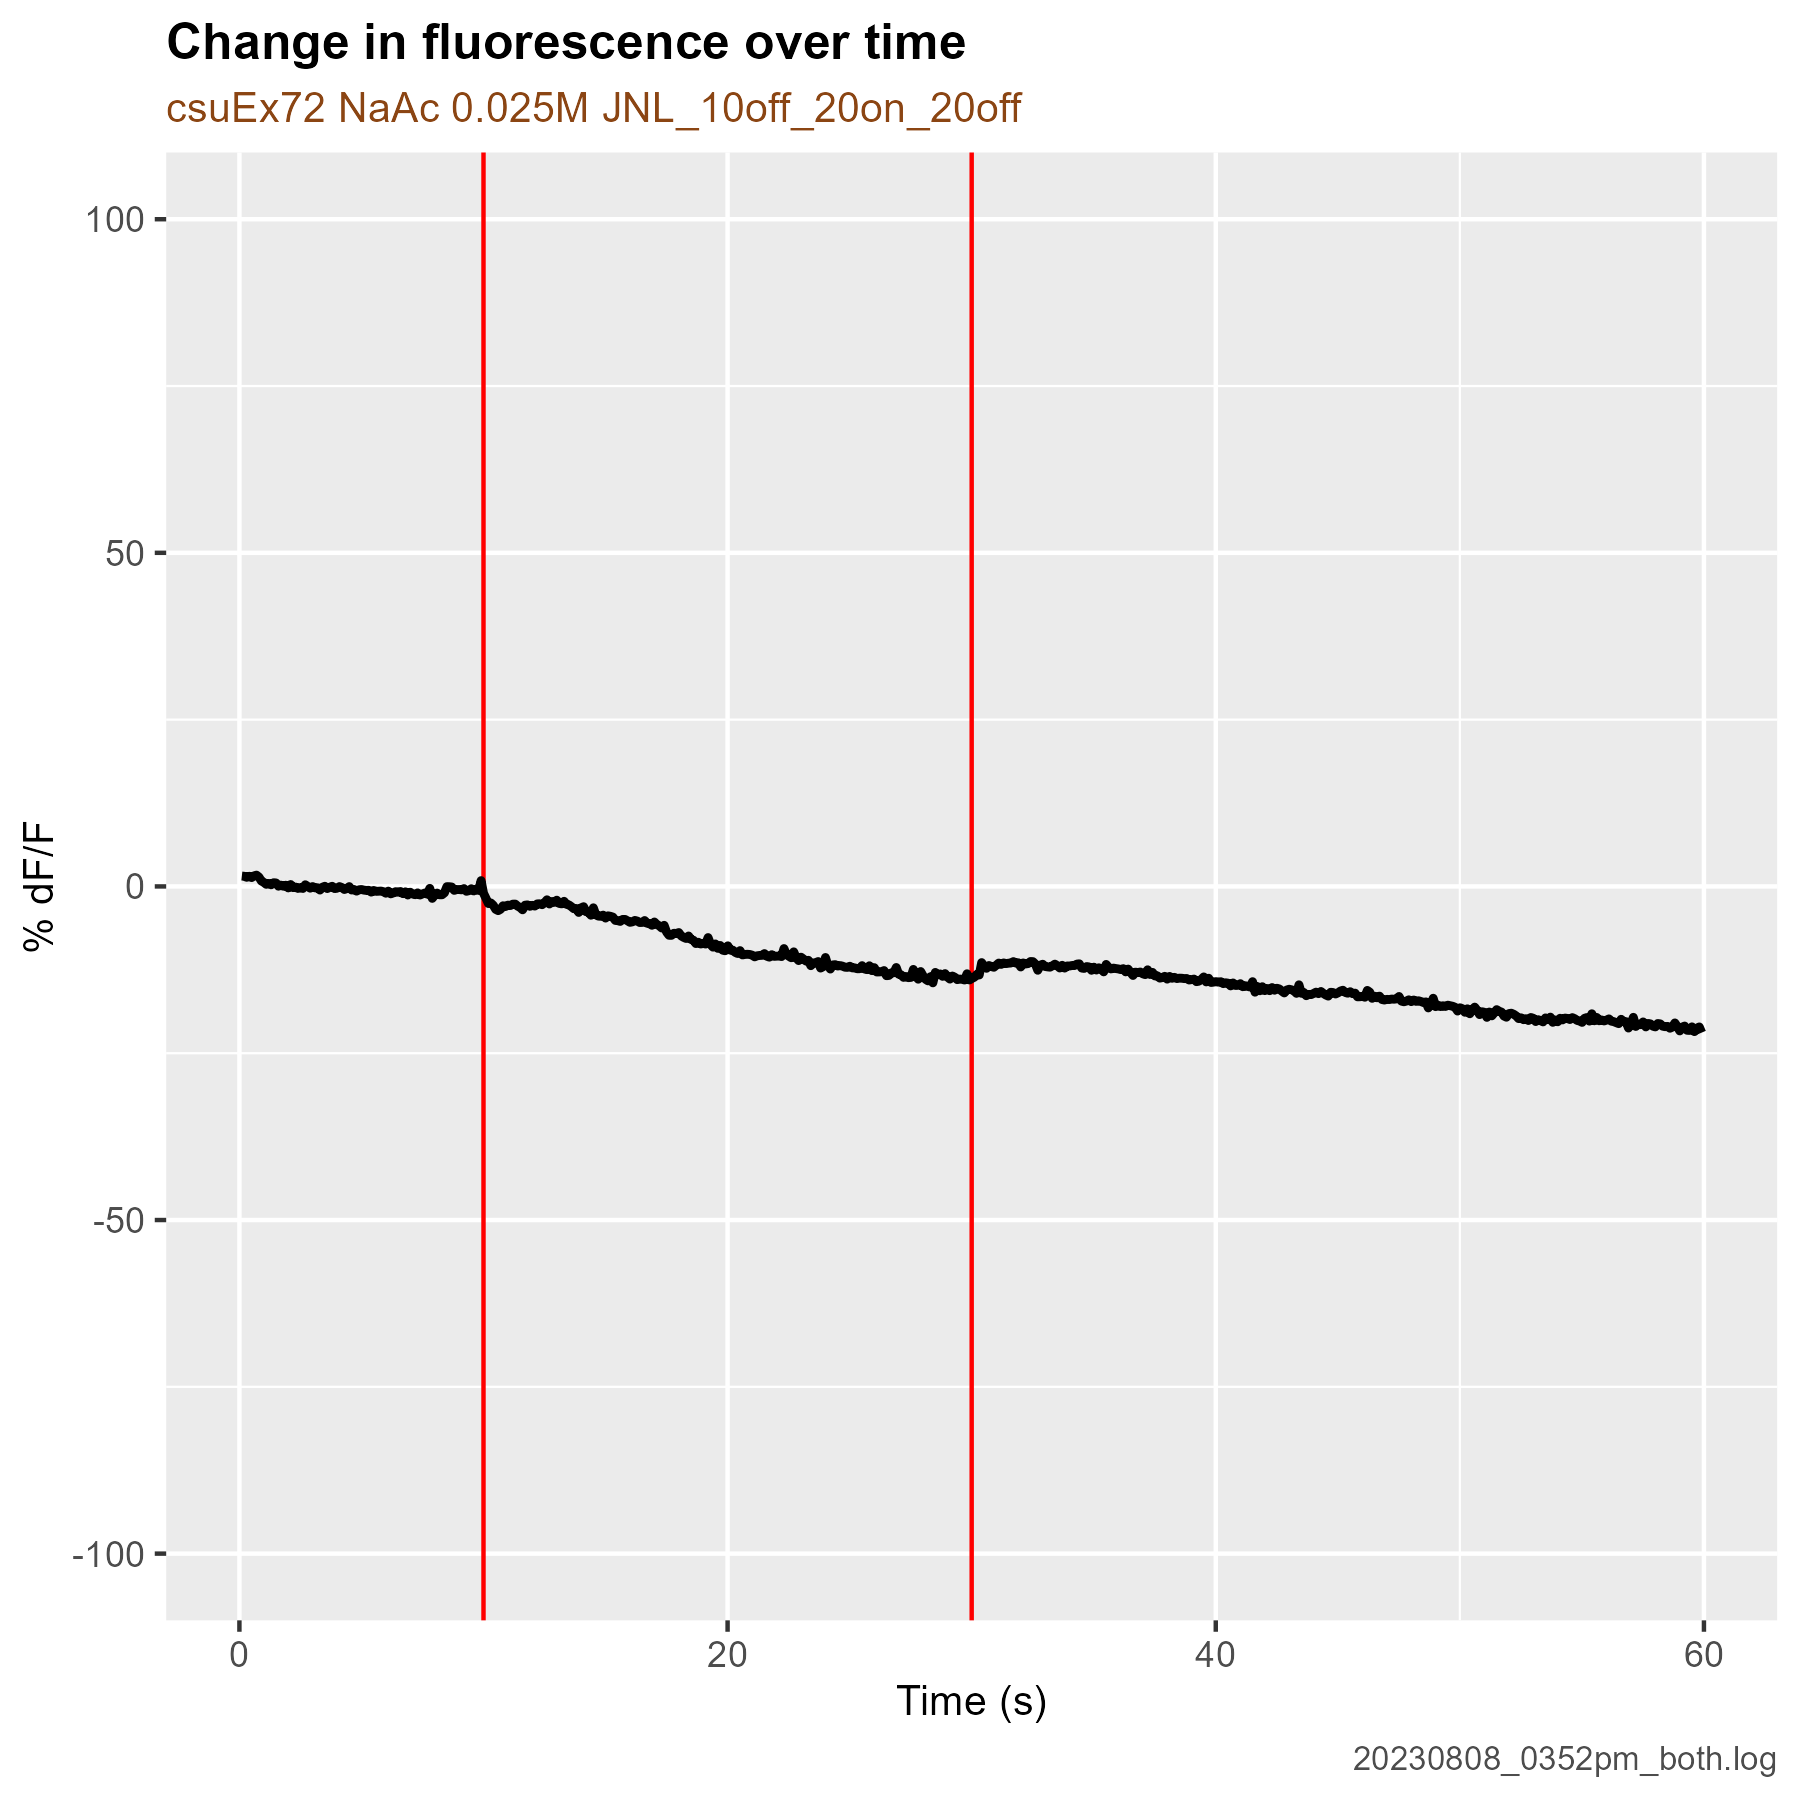 Change in fluorescence over time
csuEx72 NaAc 0.025M JNL_10off_20on_20off
100
50
0
-50
-100
% dF/F
0 20 40 60
Time (s)
20230808_0352pm_both.log